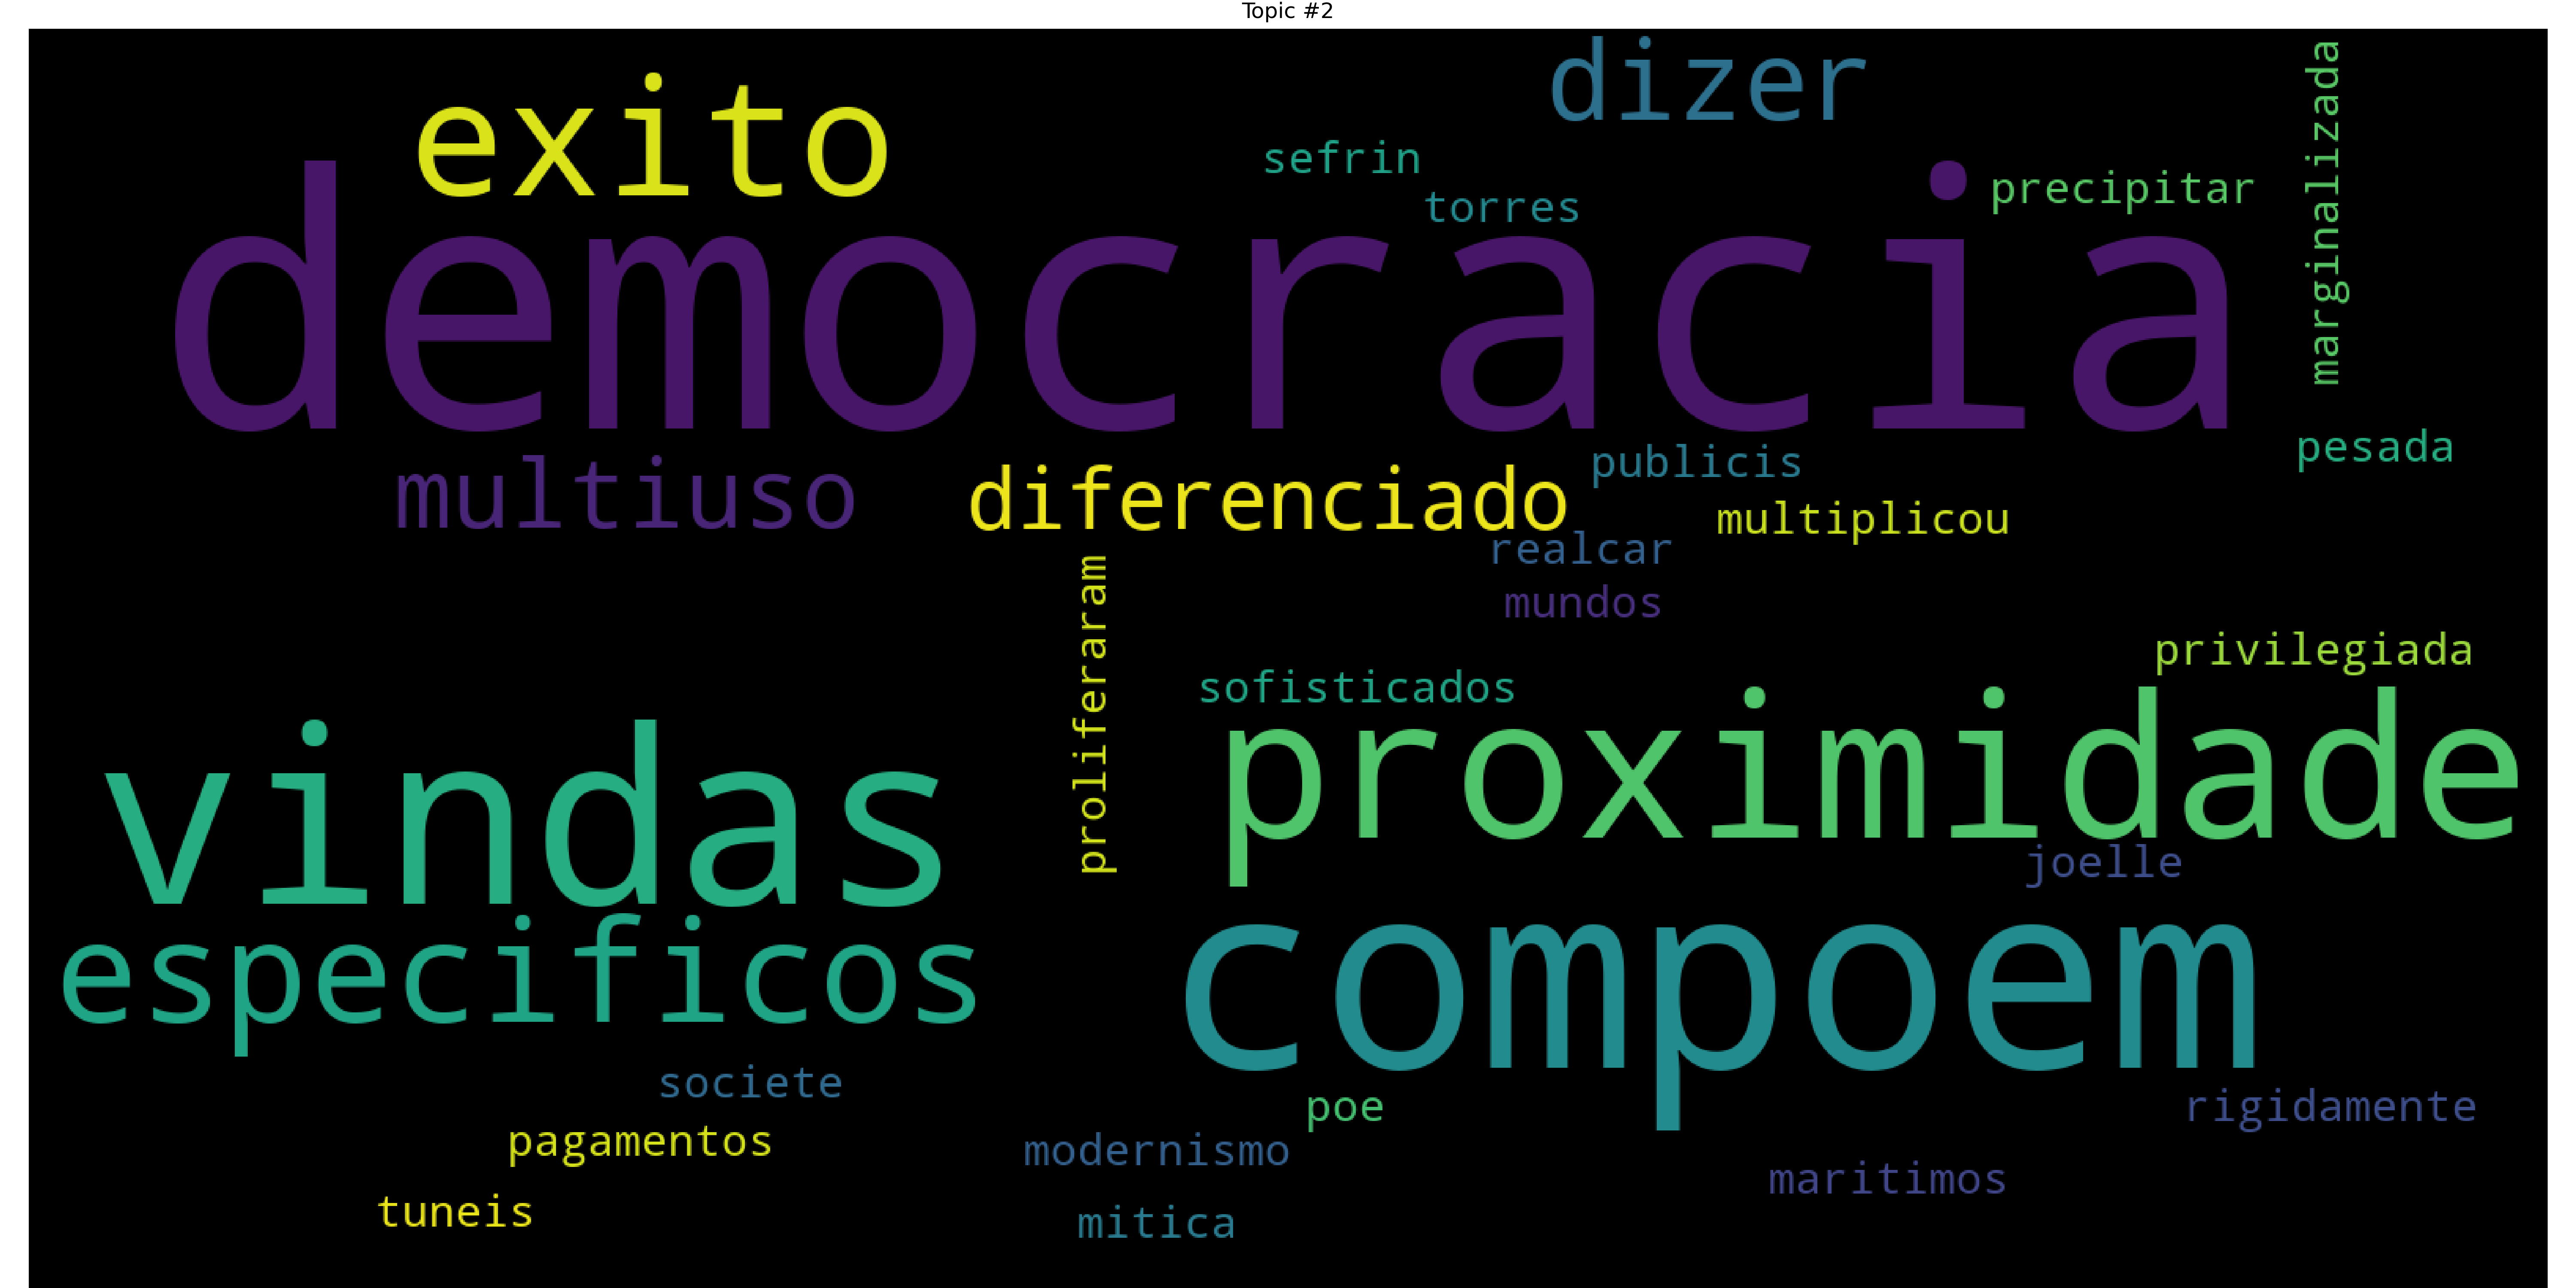 Topic #2
dizer
marginalizada
exito
sefrin
precipitar
torres
democracia
pesada
publicis
multiuso
diferenciado
multiplicou
realcar
mundos
proliferaram
privilegiada
sofisticados
proximidade
vindas
joelle
especificos
compoem
societe
poe
rigidamente
pagamentos
modernismo
maritimos
tuneis
mitica